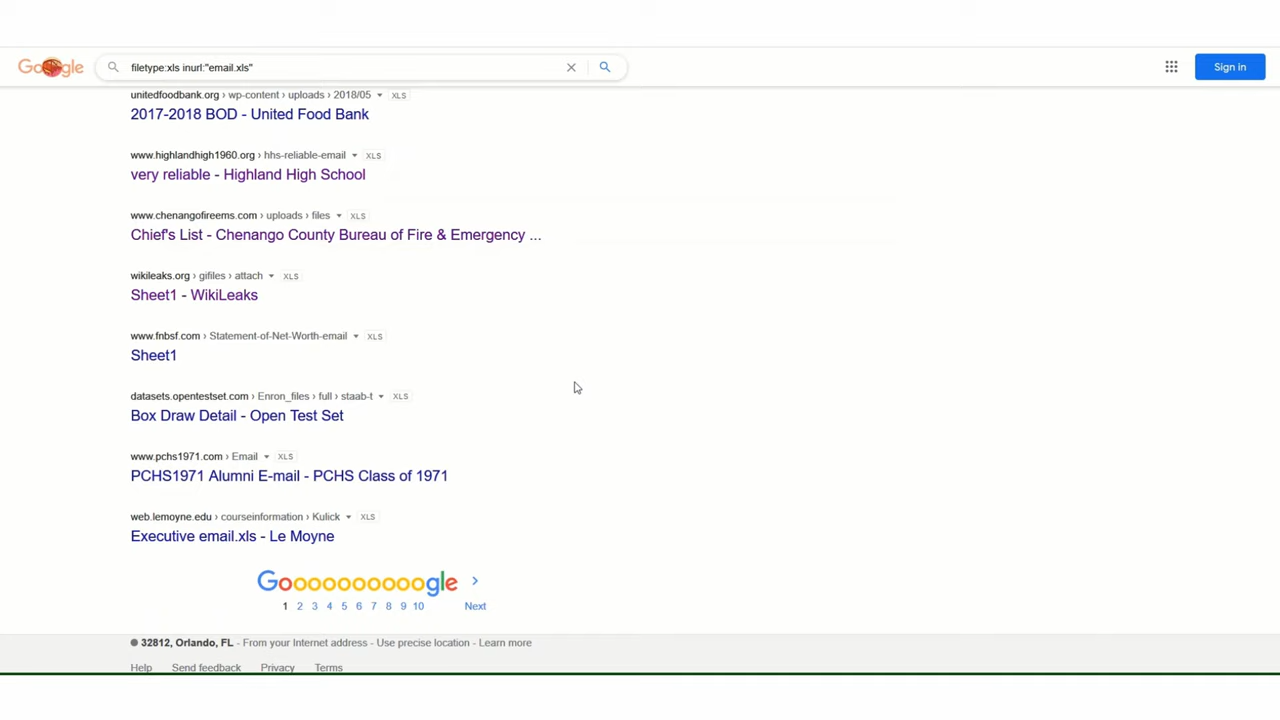 Google
filetype:xls inurl:"email.xls"
Sign in
unitedfoodbank.org › wp-content › uploads › 2018/05 XLS
2017-2018 BOD - United Food Bank
www.highlandhigh1960.org › hhs-reliable-email XLS
very reliable - Highland High School
www.chenangofireems.com › uploads › files XLS
Chief's List - Chenango County Bureau of Fire & Emergency ...
wikileaks.org › gifiles › attach XLS
Sheet1 - WikiLeaks
www.fnbsf.com › Statement-of-Net-Worth-email XLS
Sheet1
datasets.opentestset.com › Enron_files › full › staab-t XLS
Box Draw Detail - Open Test Set
www.pchs1971.com › Email XLS
PCHS1971 Alumni E-mail - PCHS Class of 1971
web.lemoyne.edu › courseinformation › Kulick XLS
Executive email.xls - Le Moyne
Goooooooooogle ›
1 2 3 4 5 6 7 8 9 10 Next
32812, Orlando, FL - From your Internet address - Use precise location - Learn more
Help Send feedback Privacy Terms